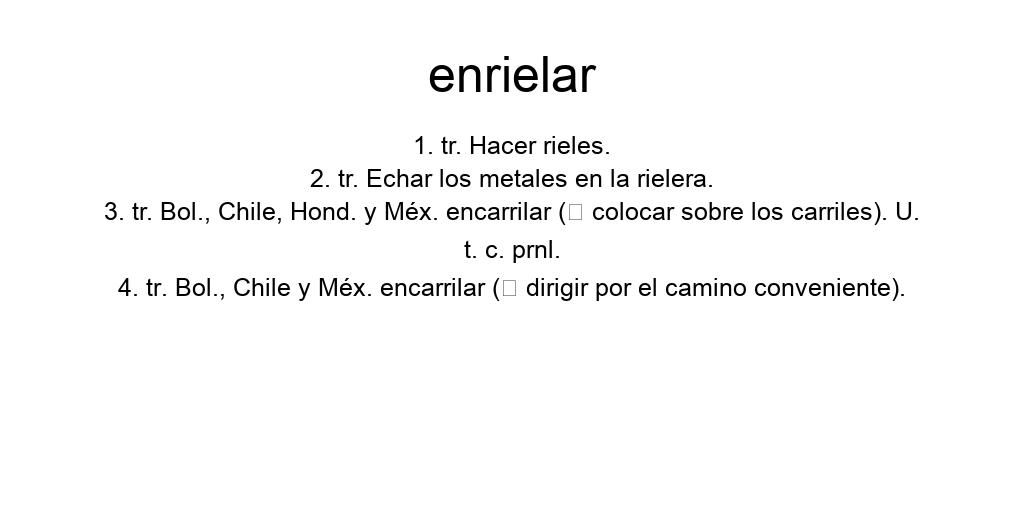 enrielar
1. tr. Hacer rieles.
2. tr. Echar los metales en la rielera.
3. tr. Bol., Chile, Hond. y Méx. encarrilar (□ colocar sobre los carriles). U.
t. c. prnl.
4. tr. Bol., Chile y Méx. encarrilar (□ dirigir por el camino conveniente).